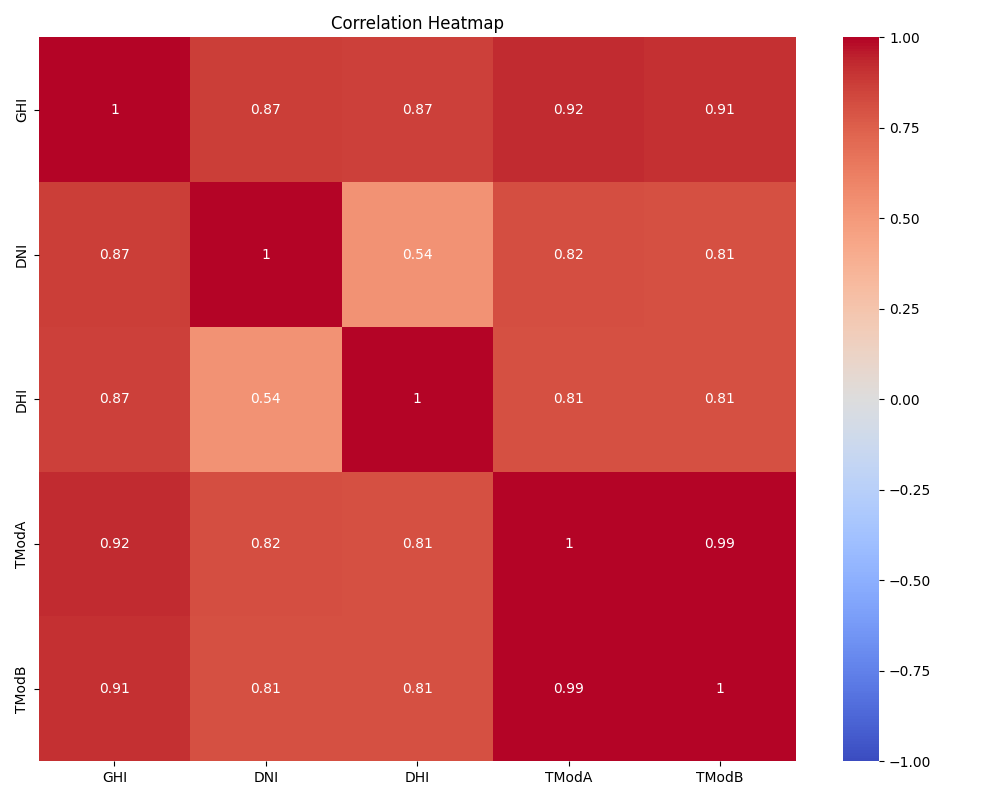 Correlation Heatmap
GHI 1 0.87 0.87 0.92 0.91
DNI 0.87 1 0.54 0.82 0.81
DHI 0.87 0.54 1 0.81 0.81
TModA 0.92 0.82 0.81 1 0.99
TModB 0.91 0.81 0.81 0.99 1
GHI DNI DHI TModA TModB
1.00
0.75
0.50
0.25
0.00
−0.25
−0.50
−0.75
−1.00